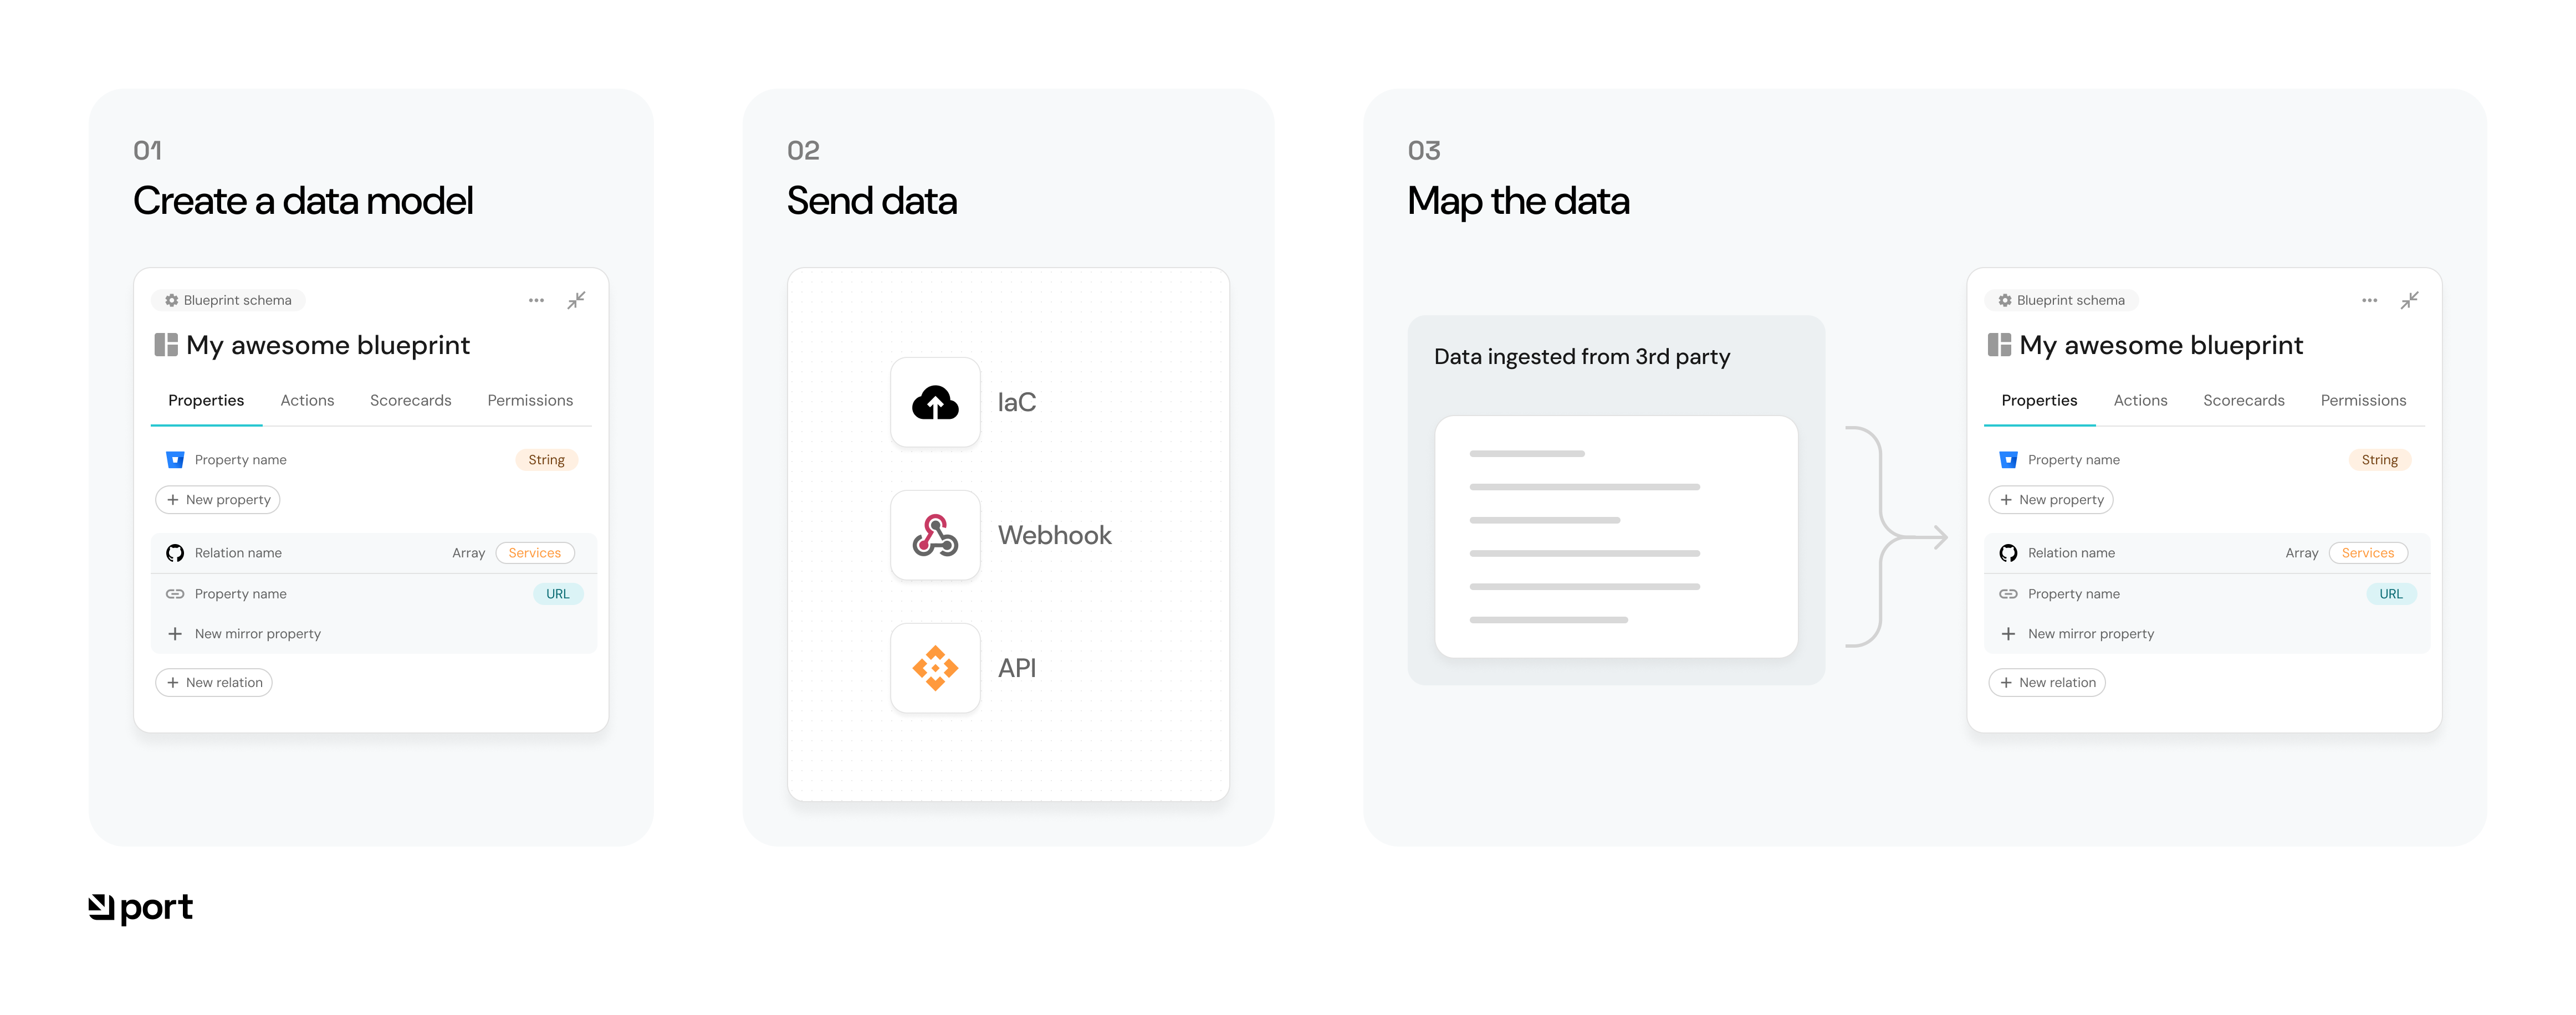 01
Create a data model
Blueprint schema
My awesome blueprint
Properties Actions Scorecards Permissions
Property name String
+ New property
Relation name Array Services
Property name URL
+ New mirror property
+ New relation
02
Send data
IaC
Webhook
API
03
Map the data
Data ingested from 3rd party
Blueprint schema
My awesome blueprint
Properties Actions Scorecards Permissions
Property name String
+ New property
Relation name Array Services
Property name URL
+ New mirror property
+ New relation
port